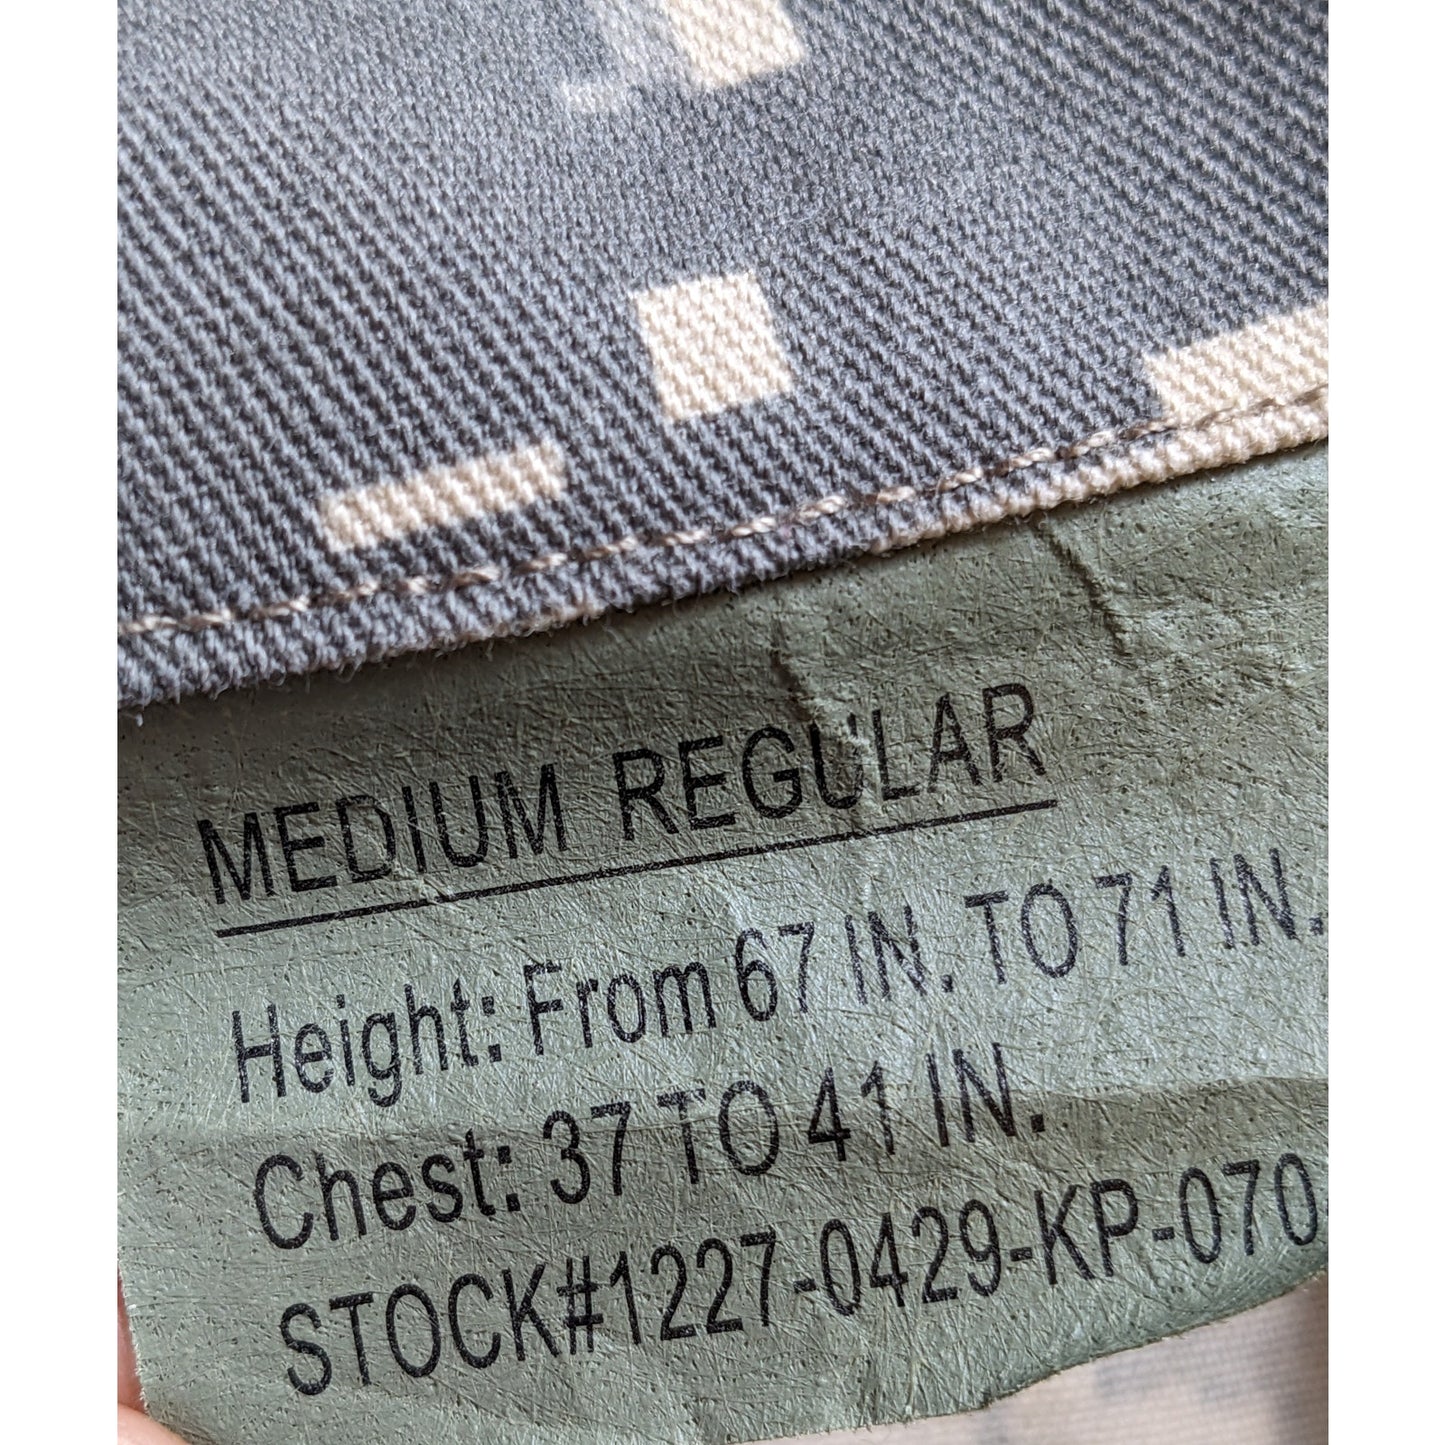 MEDIUM REGULAR
Height: From 67 IN. TO 71 IN.
Chest: 37 TO 41 IN.
STOCK#1227-0429-KP-070